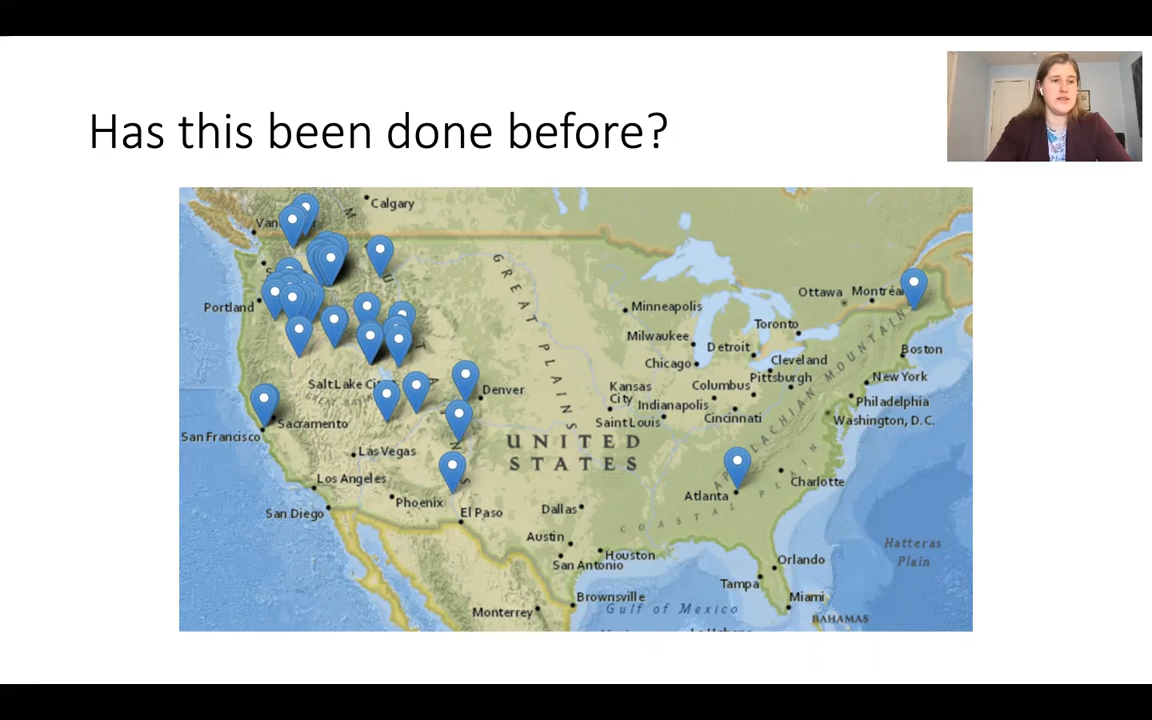 Has this been done before?
Calgary
Portland
Ottawa
Montréa
Minneapolis
Toronto
Milwaukee
Detroit
Boston
Cleveland
Chicago
Pittsburgh
New York
Salt Lake Ci
Denver
Kansas
City
Columbus
Philadelphia
Indianapolis
Saint Louis
Cincinnati
Washington, D.C.
Sacramento
San Francisco
GREAT PLAINS
UNITED
STATES
APPALACHIAN MOUNTAIN
Las Vegas
Los Angeles
Phoenix
San Diego
El Paso
Dallas
Atlanta
Charlotte
COASTAL PLAIN
Austin
Houston
San Antonio
Orlando
Tampa
Hatteras
Plain
Brownsville
Miami
Monterrey
Gulf of Mexico
BAHAMAS